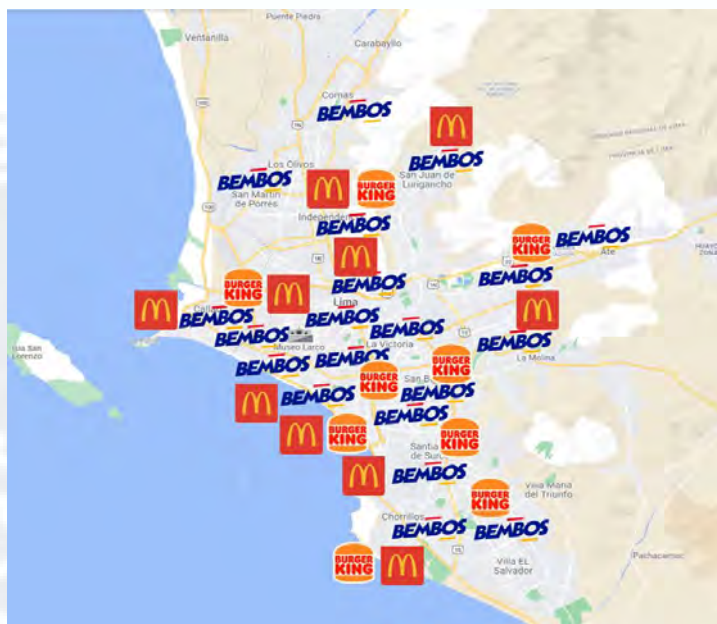 Puente Piedra
Ventanilla
Carabayllo
Comas
BEMBOS
Los Olivos
BEMBOS
San Juan de
Lurigancho
BEMBOS
San Martín
de Porres
BURGER
KING
BEMBOS
BURGER
KING
BEMBOS
Ate
BEMBOS
BEMBOS
BURGER
KING
Lima
BEMBOS
BEMBOS
BEMBOS
BEMBOS
Museo Larco
La Victoria
BEMBOS
La Molina
BEMBOS
BEMBOS
BURGER
KING
BURGER
KING
BEMBOS
BEMBOS
BEMBOS
BURGER
KING
BURGER
KING
BEMBOS
Villa María
del Triunfo
BURGER
KING
Chorrillos
BEMBOS
BEMBOS
BURGER
KING
Villa EL
Salvador
Pachacamac